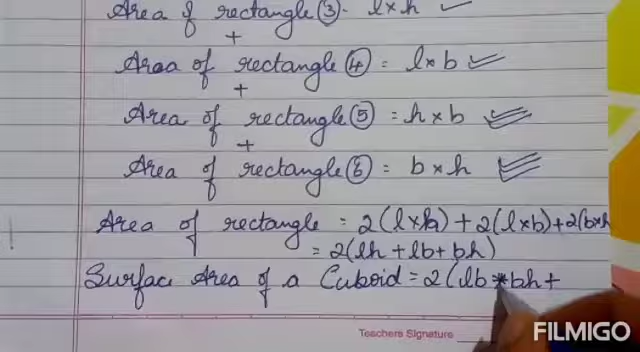 Area of rectangle ③ = l×h
+
Area of rectangle ④ = l×b
+
Area of rectangle ⑤ = h×b
+
Area of rectangle ⑥ = b×h
Area of rectangle = 2(l×h) + 2(l×b) + 2(b×h
= 2(lh + lb + bh)
Surfac Area of a Cuboid = 2(lb + bh +
Teachers Signature
FILMIGO